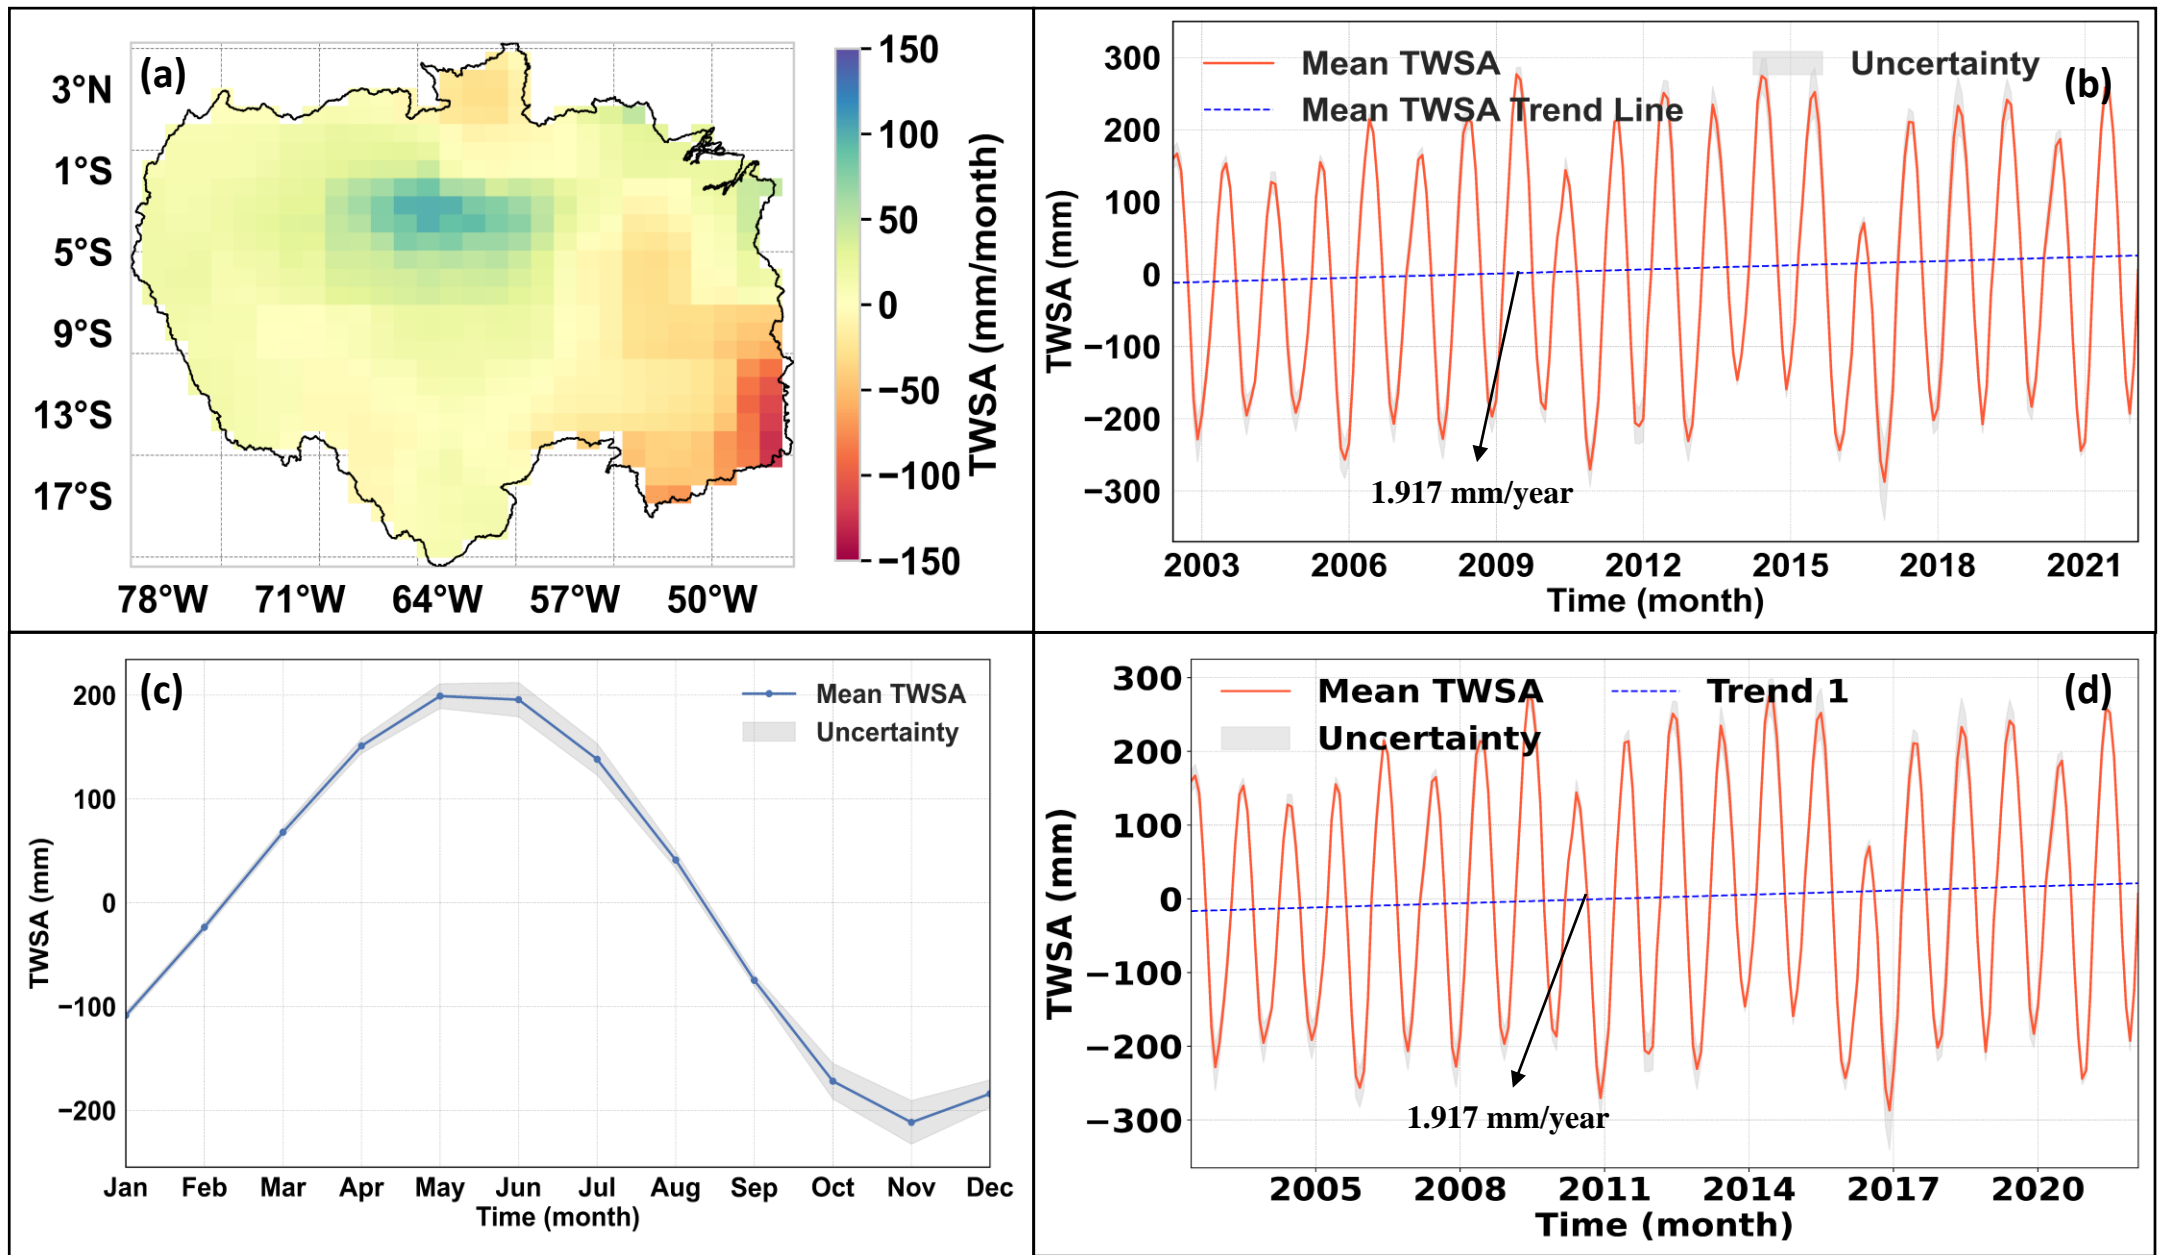 (a)
3°N
1°S
5°S
9°S
13°S
17°S
78°W 71°W 64°W 57°W 50°W
150
100
50
0
−50
−100
−150
TWSA (mm/month)
(b)
Mean TWSA
Uncertainty
Mean TWSA Trend Line
300
200
100
0
−100
−200
−300
TWSA (mm)
1.917 mm/year
2003 2006 2009 2012 2015 2018 2021
Time (month)
(c)
Mean TWSA
Uncertainty
200
100
0
−100
−200
TWSA (mm)
Jan Feb Mar Apr May Jun Jul Aug Sep Oct Nov Dec
Time (month)
(d)
Mean TWSA
Trend 1
Uncertainty
300
200
100
0
−100
−200
−300
TWSA (mm)
1.917 mm/year
2005 2008 2011 2014 2017 2020
Time (month)